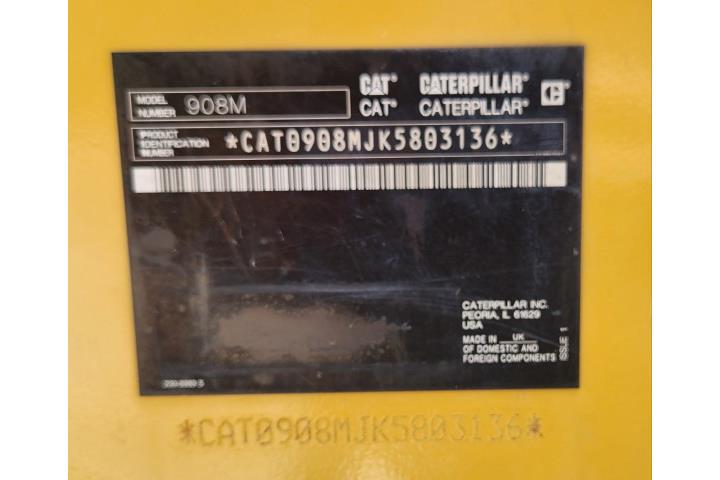 CAT® CATERPILLAR®
MODEL NUMBER 908M
CAT® CATERPILLAR®
PRODUCT IDENTIFICATION NUMBER *CAT0908MJK5803136*
CATERPILLAR INC.
PEORIA, IL 61629
USA
MADE IN UK
OF DOMESTIC AND
FOREIGN COMPONENTS
ISSUE 1
*CAT0908MJK5803136*